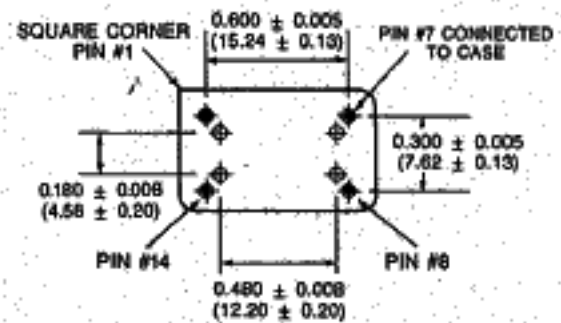 0.600 ± 0.005
(15.24 ± 0.13)
SQUARE CORNER
PIN #1
PIN #7 CONNECTED
TO CASE
0.300 ± 0.005
(7.62 ± 0.13)
0.180 ± 0.008
(4.58 ± 0.20)
PIN #14
PIN #8
0.480 ± 0.008
(12.20 ± 0.20)